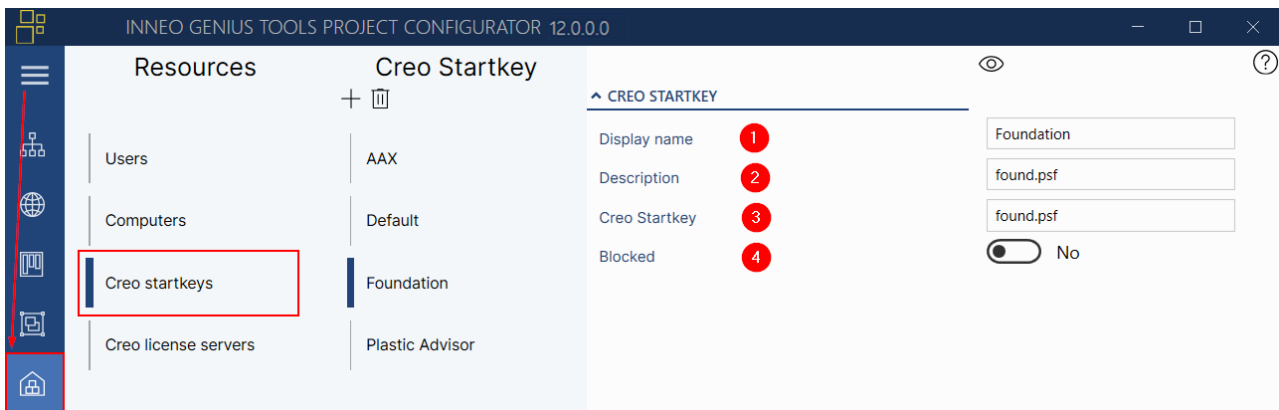 INNEO GENIUS TOOLS PROJECT CONFIGURATOR 12.0.0.0
Resources
Creo Startkey
CREO STARTKEY
Users
Computers
Creo startkeys
Creo license servers
AAX
Default
Foundation
Plastic Advisor
Display name 1 Foundation
Description 2 found.psf
Creo Startkey 3 found.psf
Blocked 4 No